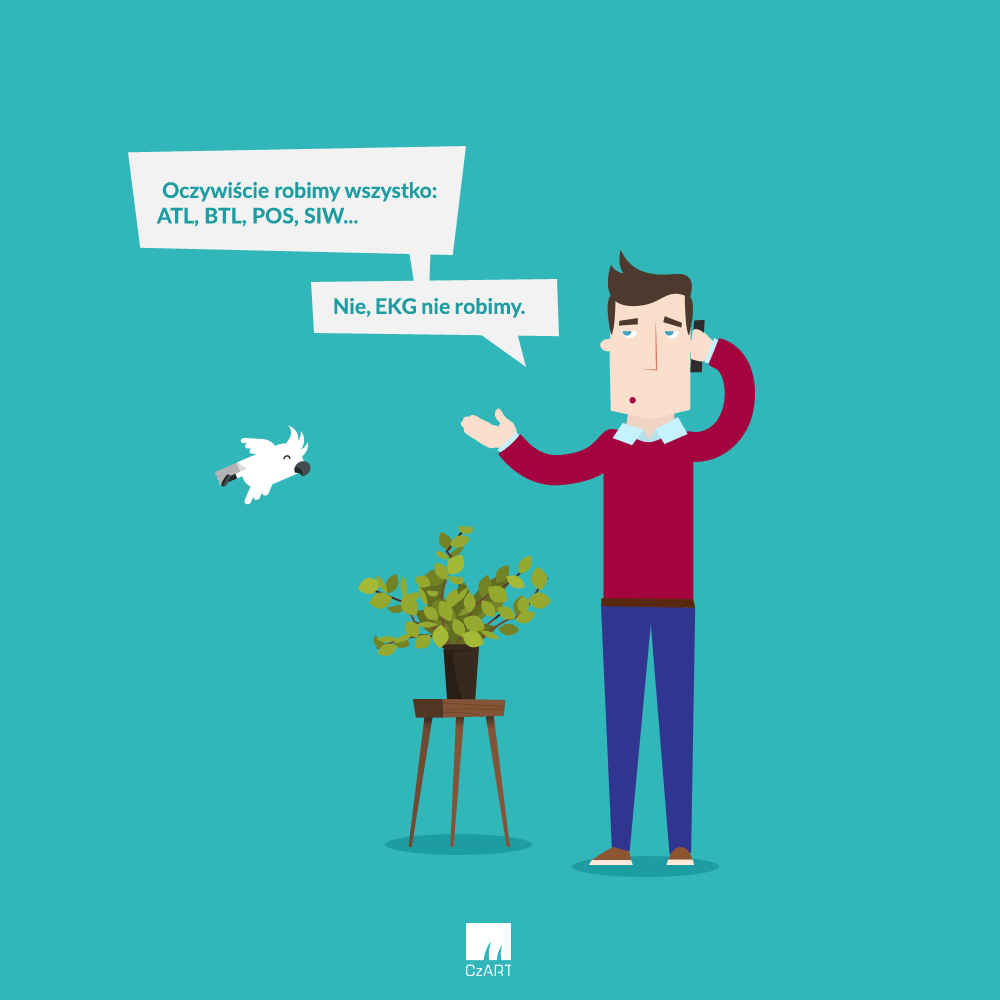 Oczywiście robimy wszystko:
ATL, BTL, POS, SIW...
Nie, EKG nie robimy.
CzART